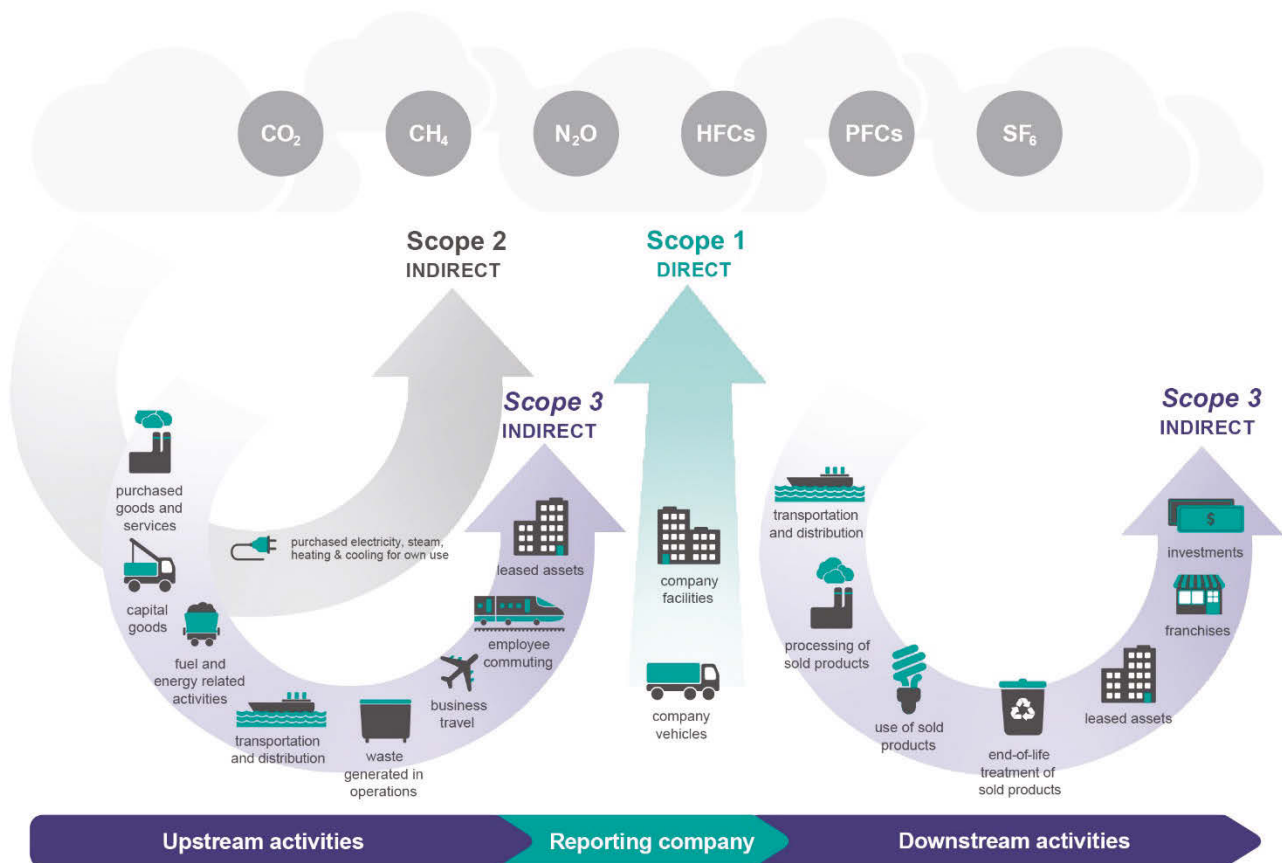 CO₂
CH₄
N₂O
HFCs
PFCs
SF₆
Scope 2
INDIRECT
Scope 1
DIRECT
Scope 3
INDIRECT
Scope 3
INDIRECT
purchased
goods and
services
capital
goods
fuel and
energy related
activities
purchased electricity, steam,
heating & cooling for own use
transportation
and distribution
waste
generated in
operations
business
travel
employee
commuting
leased assets
company
facilities
company
vehicles
transportation
and distribution
processing of
sold products
use of sold
products
end-of-life
treatment of
sold products
leased assets
franchises
$
investments
Upstream activities
Reporting company
Downstream activities